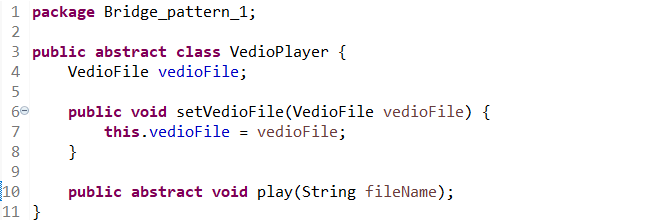 1 package Bridge_pattern_1;
2
3 public abstract class VedioPlayer {
4     VedioFile vedioFile;
5
6     public void setVedioFile(VedioFile vedioFile) {
7         this.vedioFile = vedioFile;
8     }
9
10     public abstract void play(String fileName);
11 }